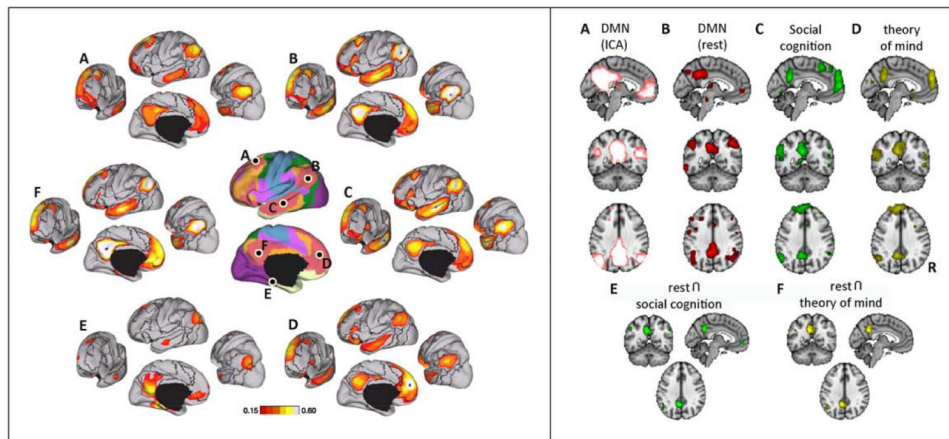 A
B
A
B
F
C
C
F
D
E
E
D
0.15
0.60
A DMN (ICA)
B DMN (rest)
C Social cognition
D theory of mind
R
E rest ∩ social cognition
F rest ∩ theory of mind